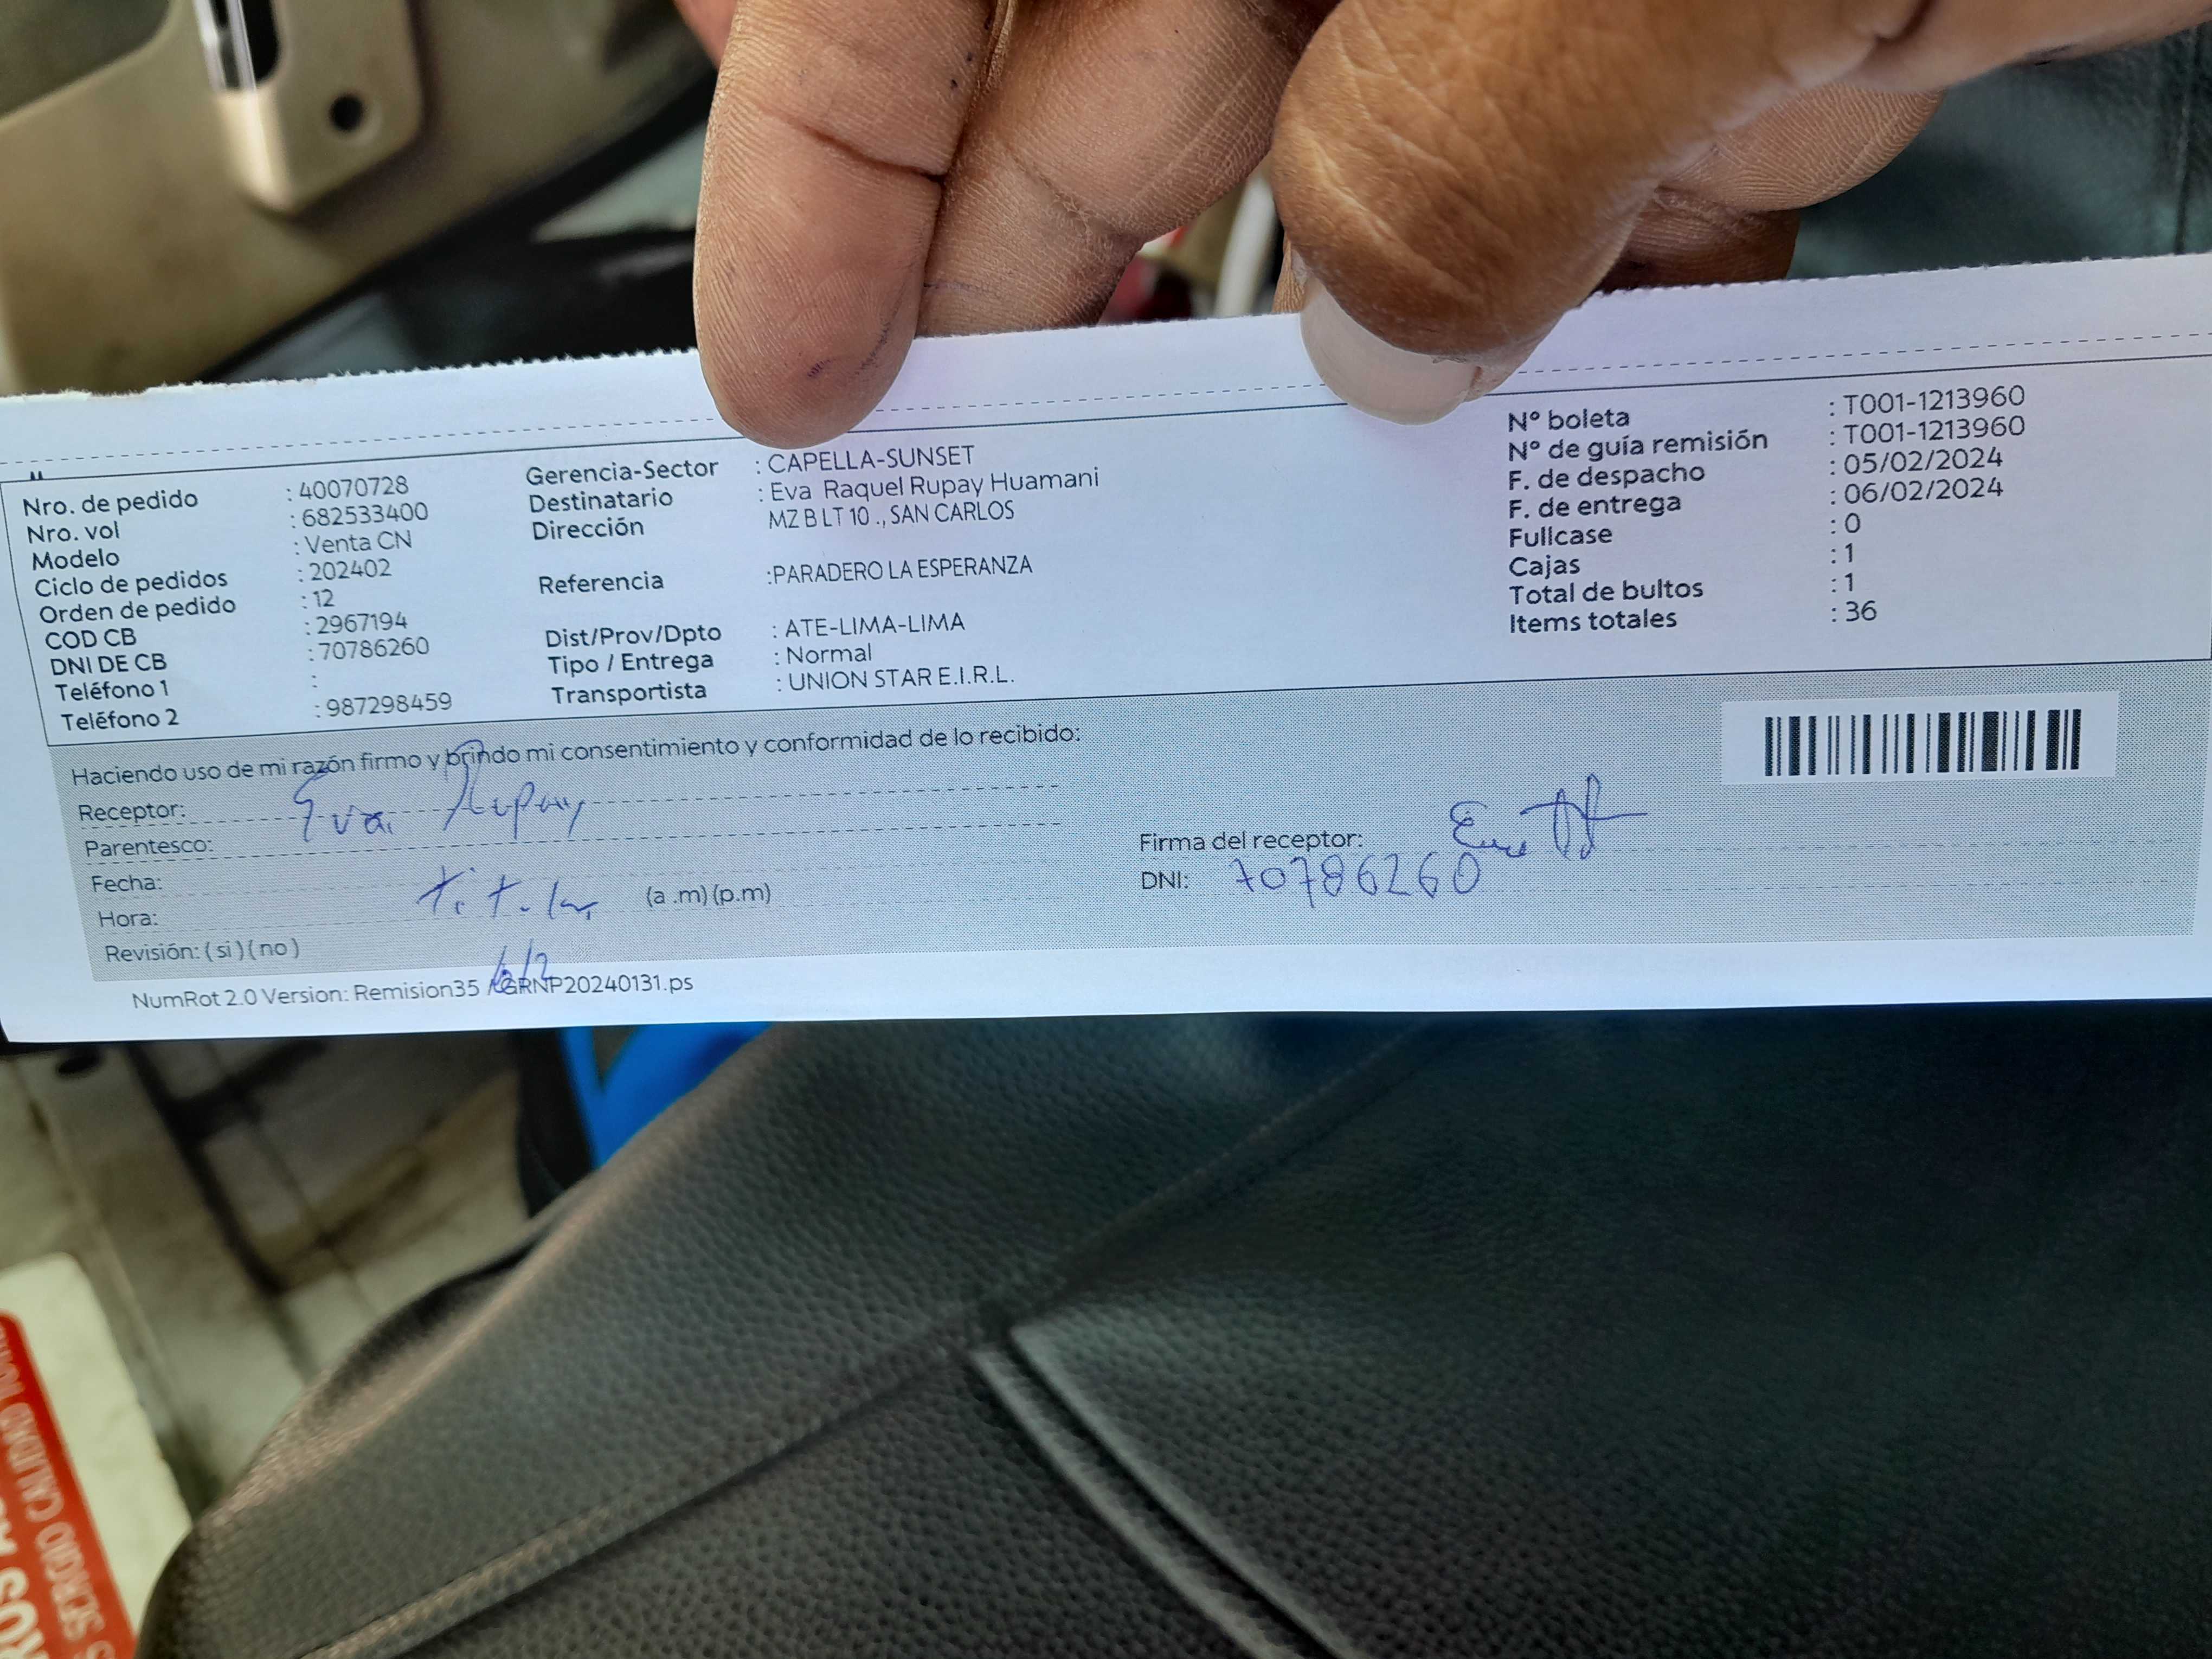 Nro. de pedido : 40070728
Nro. vol : 682533400
Modelo : Venta CN
Ciclo de pedidos : 202402
Orden de pedido : 12
COD CB : 2967194
DNI DE CB : 70786260
Teléfono 1 :
Teléfono 2 : 987298459
Gerencia-Sector : CAPELLA-SUNSET
Destinatario : Eva Raquel Rupay Huamani
Dirección MZ B LT 10 ., SAN CARLOS
Referencia :PARADERO LA ESPERANZA
Dist/Prov/Dpto : ATE-LIMA-LIMA
Tipo / Entrega : Normal
Transportista : UNION STAR E.I.R.L.
Nº boleta : T001-1213960
Nº de guía remisión : T001-1213960
F. de despacho : 05/02/2024
F. de entrega : 06/02/2024
Fullcase : 0
Cajas : 1
Total de bultos : 1
Items totales : 36
Haciendo uso de mi razón firmo y brindo mi consentimiento y conformidad de lo recibido:
Receptor: Eva Rupay
Parentesco:
Fecha:
Hora: titular (a .m) (p.m)
Revisión: ( si ) ( no )
6/2
Firma del receptor:
DNI: 70786260
NumRot 2.0 Version: Remision35 /GRNP20240131.ps
SERGIO CALIDAD